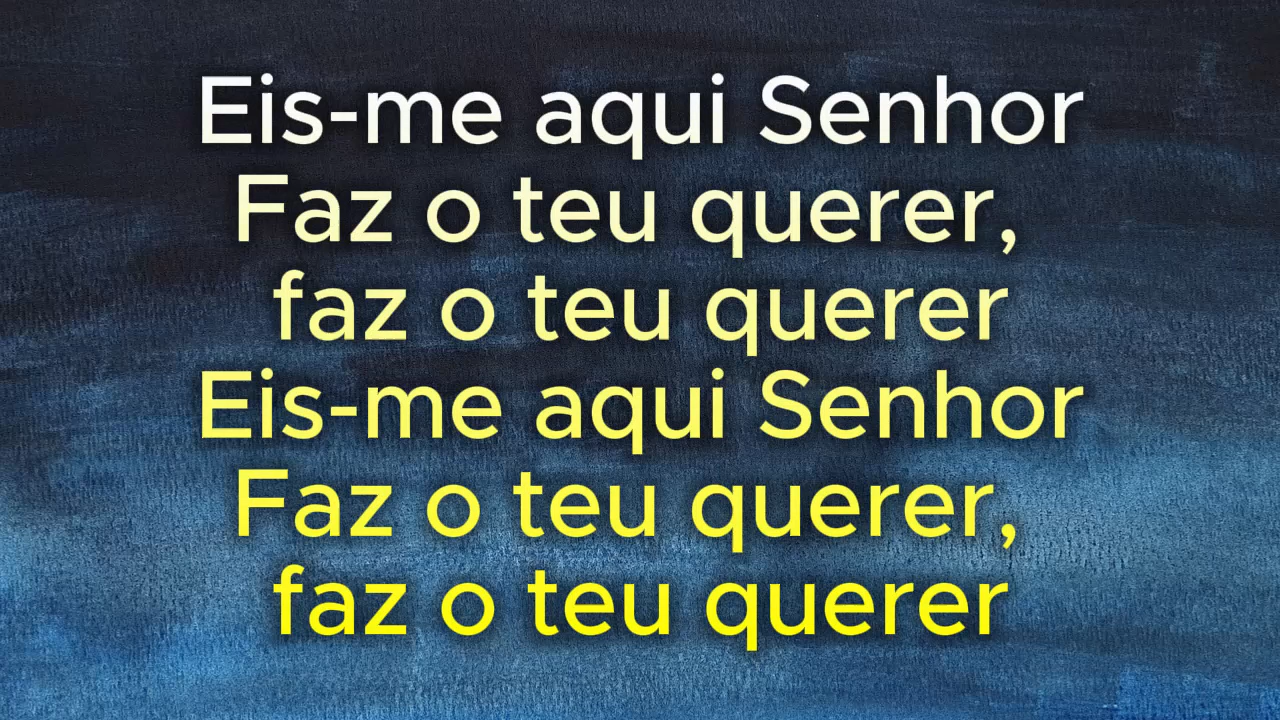 Eis-me aqui Senhor
Faz o teu querer,
faz o teu querer
Eis-me aqui Senhor
Faz o teu querer,
faz o teu querer